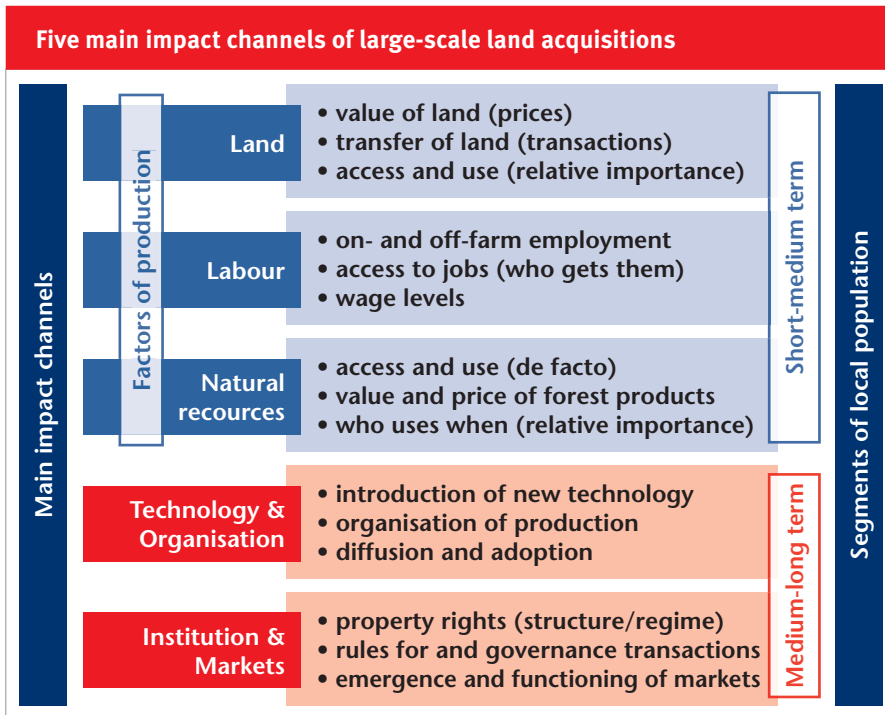 Five main impact channels of large-scale land acquisitions
Main impact channels
Factors of production
Land
• value of land (prices)
• transfer of land (transactions)
• access and use (relative importance)
Labour
• on- and off-farm employment
• access to jobs (who gets them)
• wage levels
Natural
recources
• access and use (de facto)
• value and price of forest products
• who uses when (relative importance)
Short-medium term
Technology &
Organisation
• introduction of new technology
• organisation of production
• diffusion and adoption
Institution &
Markets
• property rights (structure/regime)
• rules for and governance transactions
• emergence and functioning of markets
Medium-long term
Segments of local population